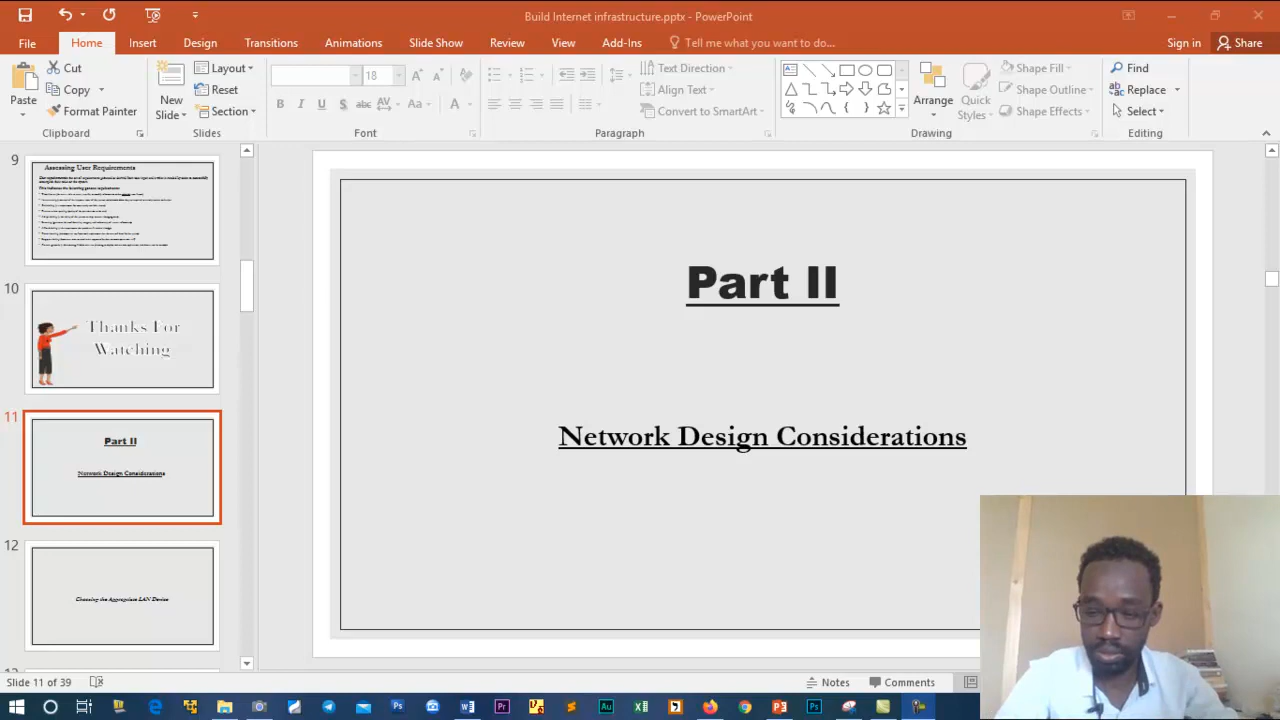 Build Internet infrastructure.pptx - PowerPoint
File Home Insert Design Transitions Animations Slide Show Review View Add-Ins Tell me what you want to do... Sign in Share
Paste
Cut
Copy
Format Painter
Clipboard
New Slide
Layout
Reset
Section
Slides
18
B I U S abc AV Aa A
Font
Text Direction
Align Text
Convert to SmartArt
Paragraph
Arrange
Quick Styles
Shape Fill
Shape Outline
Shape Effects
Drawing
Find
Replace
Select
Editing
9
Assessing User Requirements
10
Thanks For
Watching
11
Part II
Network Design Considerations
12
Choosing the Appropriate LAN Device
Part II
Network Design Considerations
Slide 11 of 39
Notes
Comments